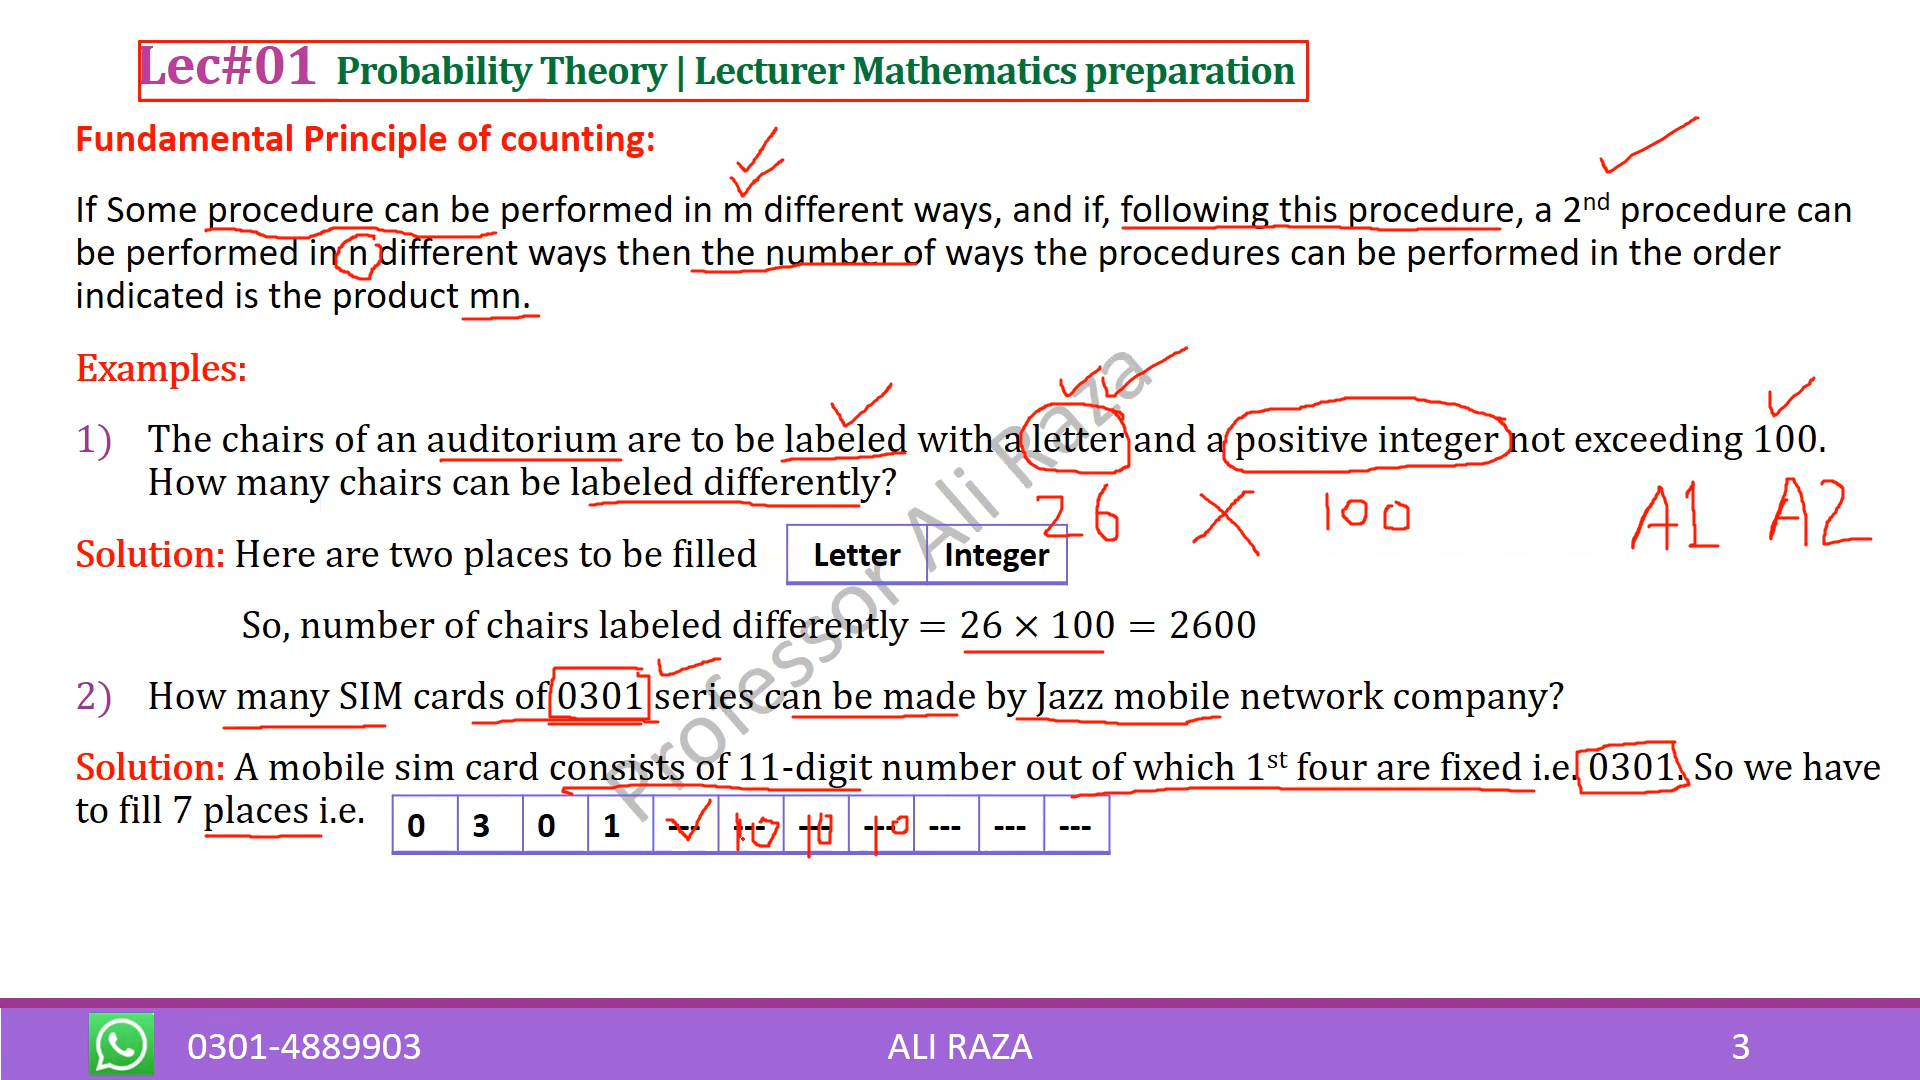 Lec#01 Probability Theory | Lecturer Mathematics preparation
Fundamental Principle of counting:
If Some procedure can be performed in m different ways, and if, following this procedure, a 2nd procedure can
be performed in n different ways then the number of ways the procedures can be performed in the order
indicated is the product mn.
Examples:
1) The chairs of an auditorium are to be labeled with a letter and a positive integer not exceeding 100.
How many chairs can be labeled differently?
26 X 100 A1 A2
Solution: Here are two places to be filled Letter Integer
So, number of chairs labeled differently = 26 × 100 = 2600
2) How many SIM cards of 0301 series can be made by Jazz mobile network company?
Solution: A mobile sim card consists of 11-digit number out of which 1st four are fixed i.e. 0301. So we have
to fill 7 places i.e. 0 3 0 1 --- --- --- --- --- --- ---
10 10 10
Professor Ali Raza
0301-4889903 ALI RAZA 3